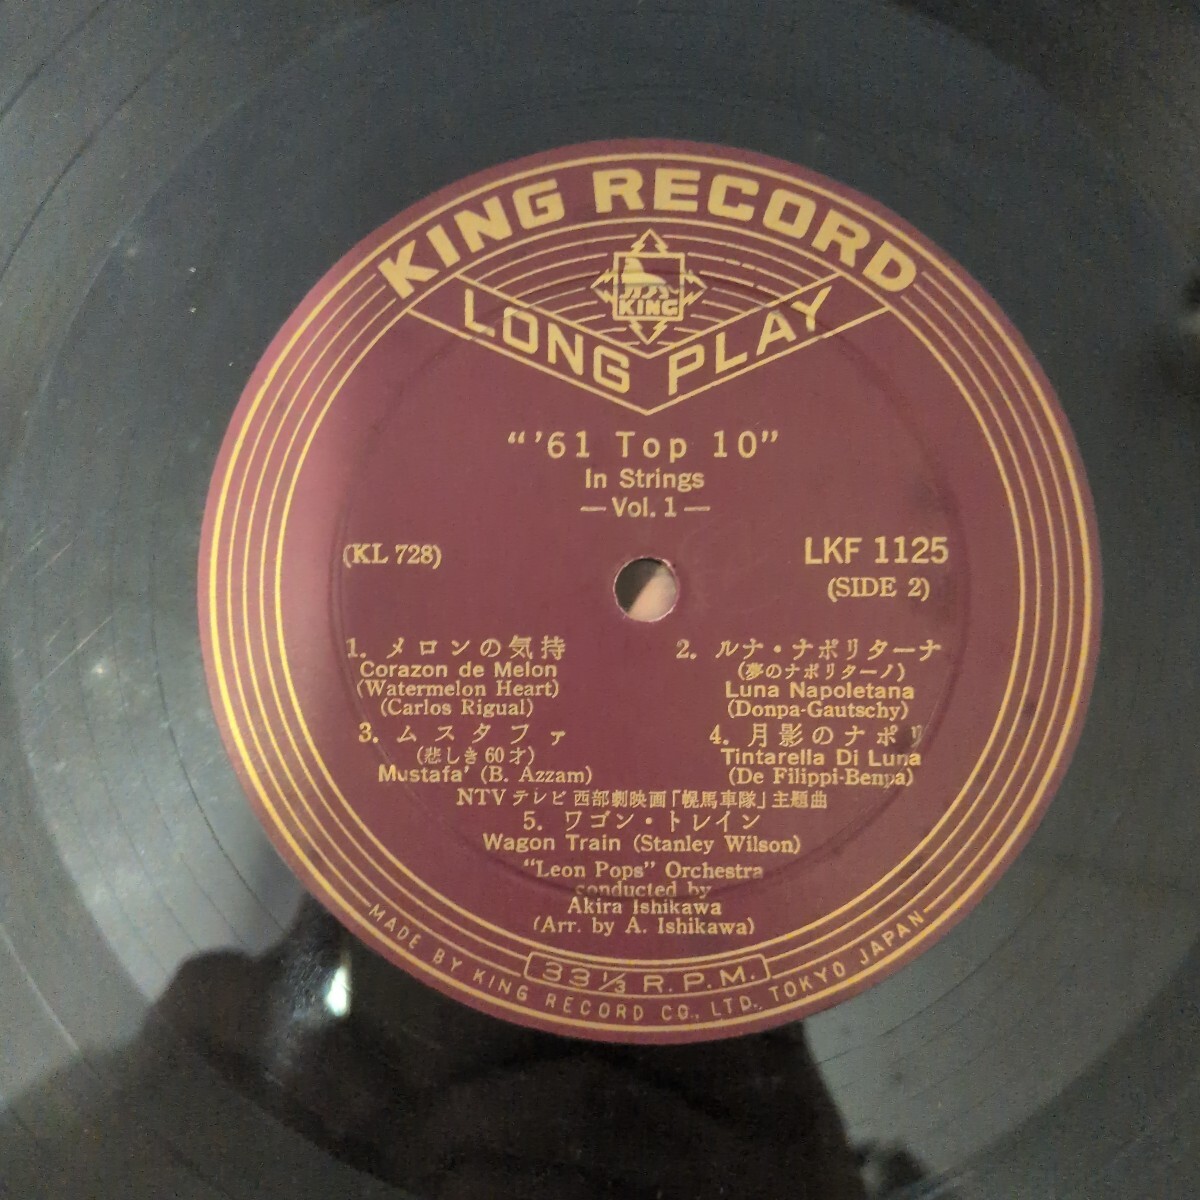 KING RECORD
KING
LONG PLAY
“’61 Top 10”
In Strings
—Vol. 1—
(KL 728)
LKF 1125
(SIDE 2)
1. メロンの気持
Corazon de Melon
(Watermelon Heart)
(Carlos Rigual)
2. ルナ・ナポリターナ
(夢のナポリターノ)
Luna Napoletana
(Donpa-Gautschy)
3. ムスタファ
(悲しき60才)
Mustafa’ (B. Azzam)
4. 月影のナポリ
Tintarella Di Luna
(De Filippi-Benpa)
NTVテレビ 西部劇映画「幌馬車隊」主題曲
5. ワゴン・トレイン
Wagon Train (Stanley Wilson)
“Leon Pops” Orchestra
conducted by
Akira Ishikawa
(Arr. by A. Ishikawa)
33⅓ R.P.M.
MADE BY KING RECORD CO., LTD., TOKYO JAPAN